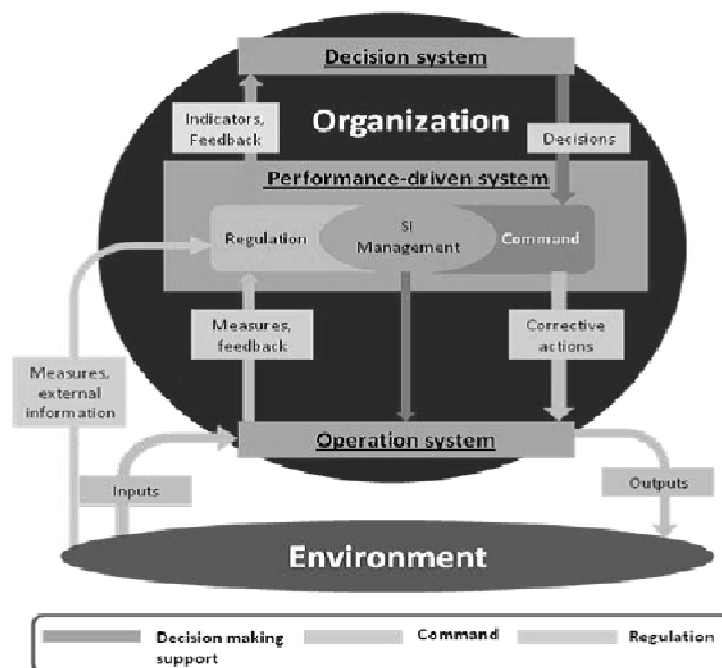 Decision system
Indicators,
Feedback
Organization
Decisions
Performance-driven system
Regulation
SI
Management
Command
Measures,
feedback
Corrective
actions
Measures,
external
information
Operation system
Inputs
Outputs
Environment
Decision making
support
Command
Regulation